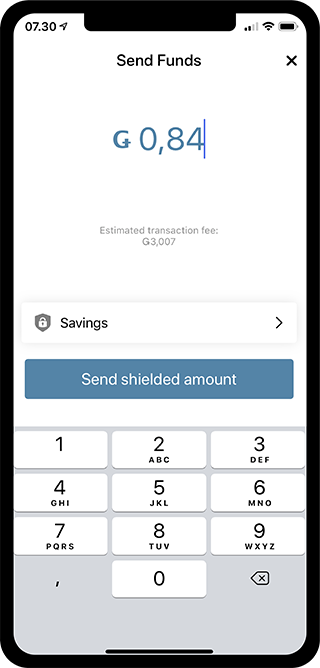 07.30
Send Funds
Ǥ 0,84
Estimated transaction fee:
Ǥ3,007
Savings
Send shielded amount
1
2
ABC
3
DEF
4
GHI
5
JKL
6
MNO
7
PQRS
8
TUV
9
WXYZ
,
0